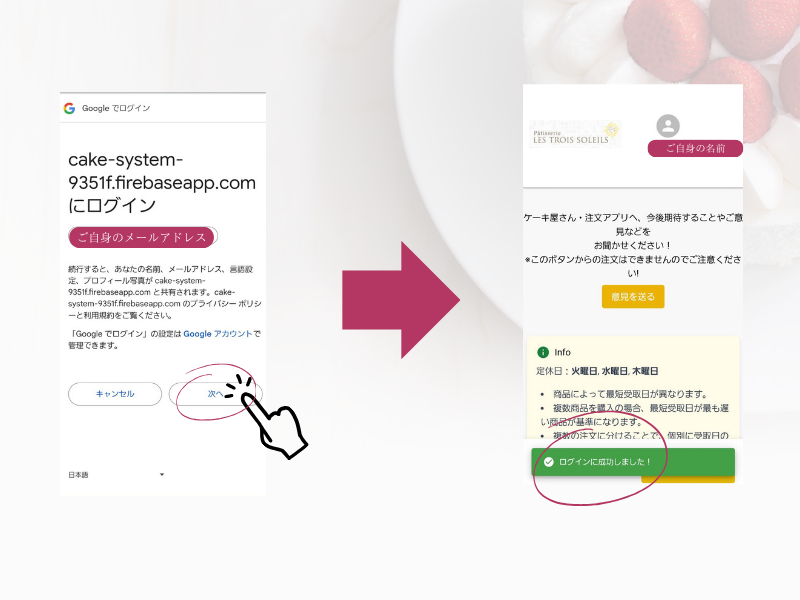 Google でログイン
cake-system-
9351f.firebaseapp.com
にログイン
ご自身のメールアドレス
続行すると、あなたの名前、メールアドレス、言語設
定、プロフィール写真が cake-system-
9351f.firebaseapp.com と共有されます。cake-
system-9351f.firebaseapp.com のプライバシー ポリシ
ーと利用規約をご覧ください。
「Google でログイン」の設定は Google アカウントで
管理できます。
キャンセル
次へ
日本語
Pâtisserie
LES TROIS SOLEILS
ご自身の名前
ケーキ屋さん・注文アプリへ、今後期待することやご意
見などを
お聞かせください！
※このボタンからの注文はできませんのでご注意くださ
い!
意見を送る
Info
定休日：火曜日, 水曜日, 木曜日
• 商品によって最短受取日が異なります。
• 複数商品を購入の場合、最短受取日が最も遅
い商品が基準になります。
• 複数の注文に分けることで、個別に受取日の
ログインに成功しました！